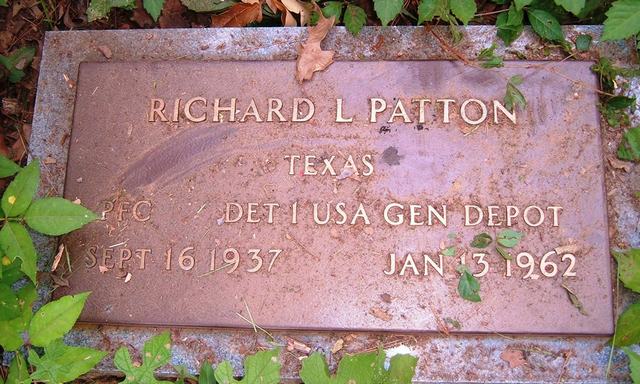 RICHARD L PATTON
TEXAS
PFC DET 1 USA GEN DEPOT
SEPT 16 1937 JAN 13 1962